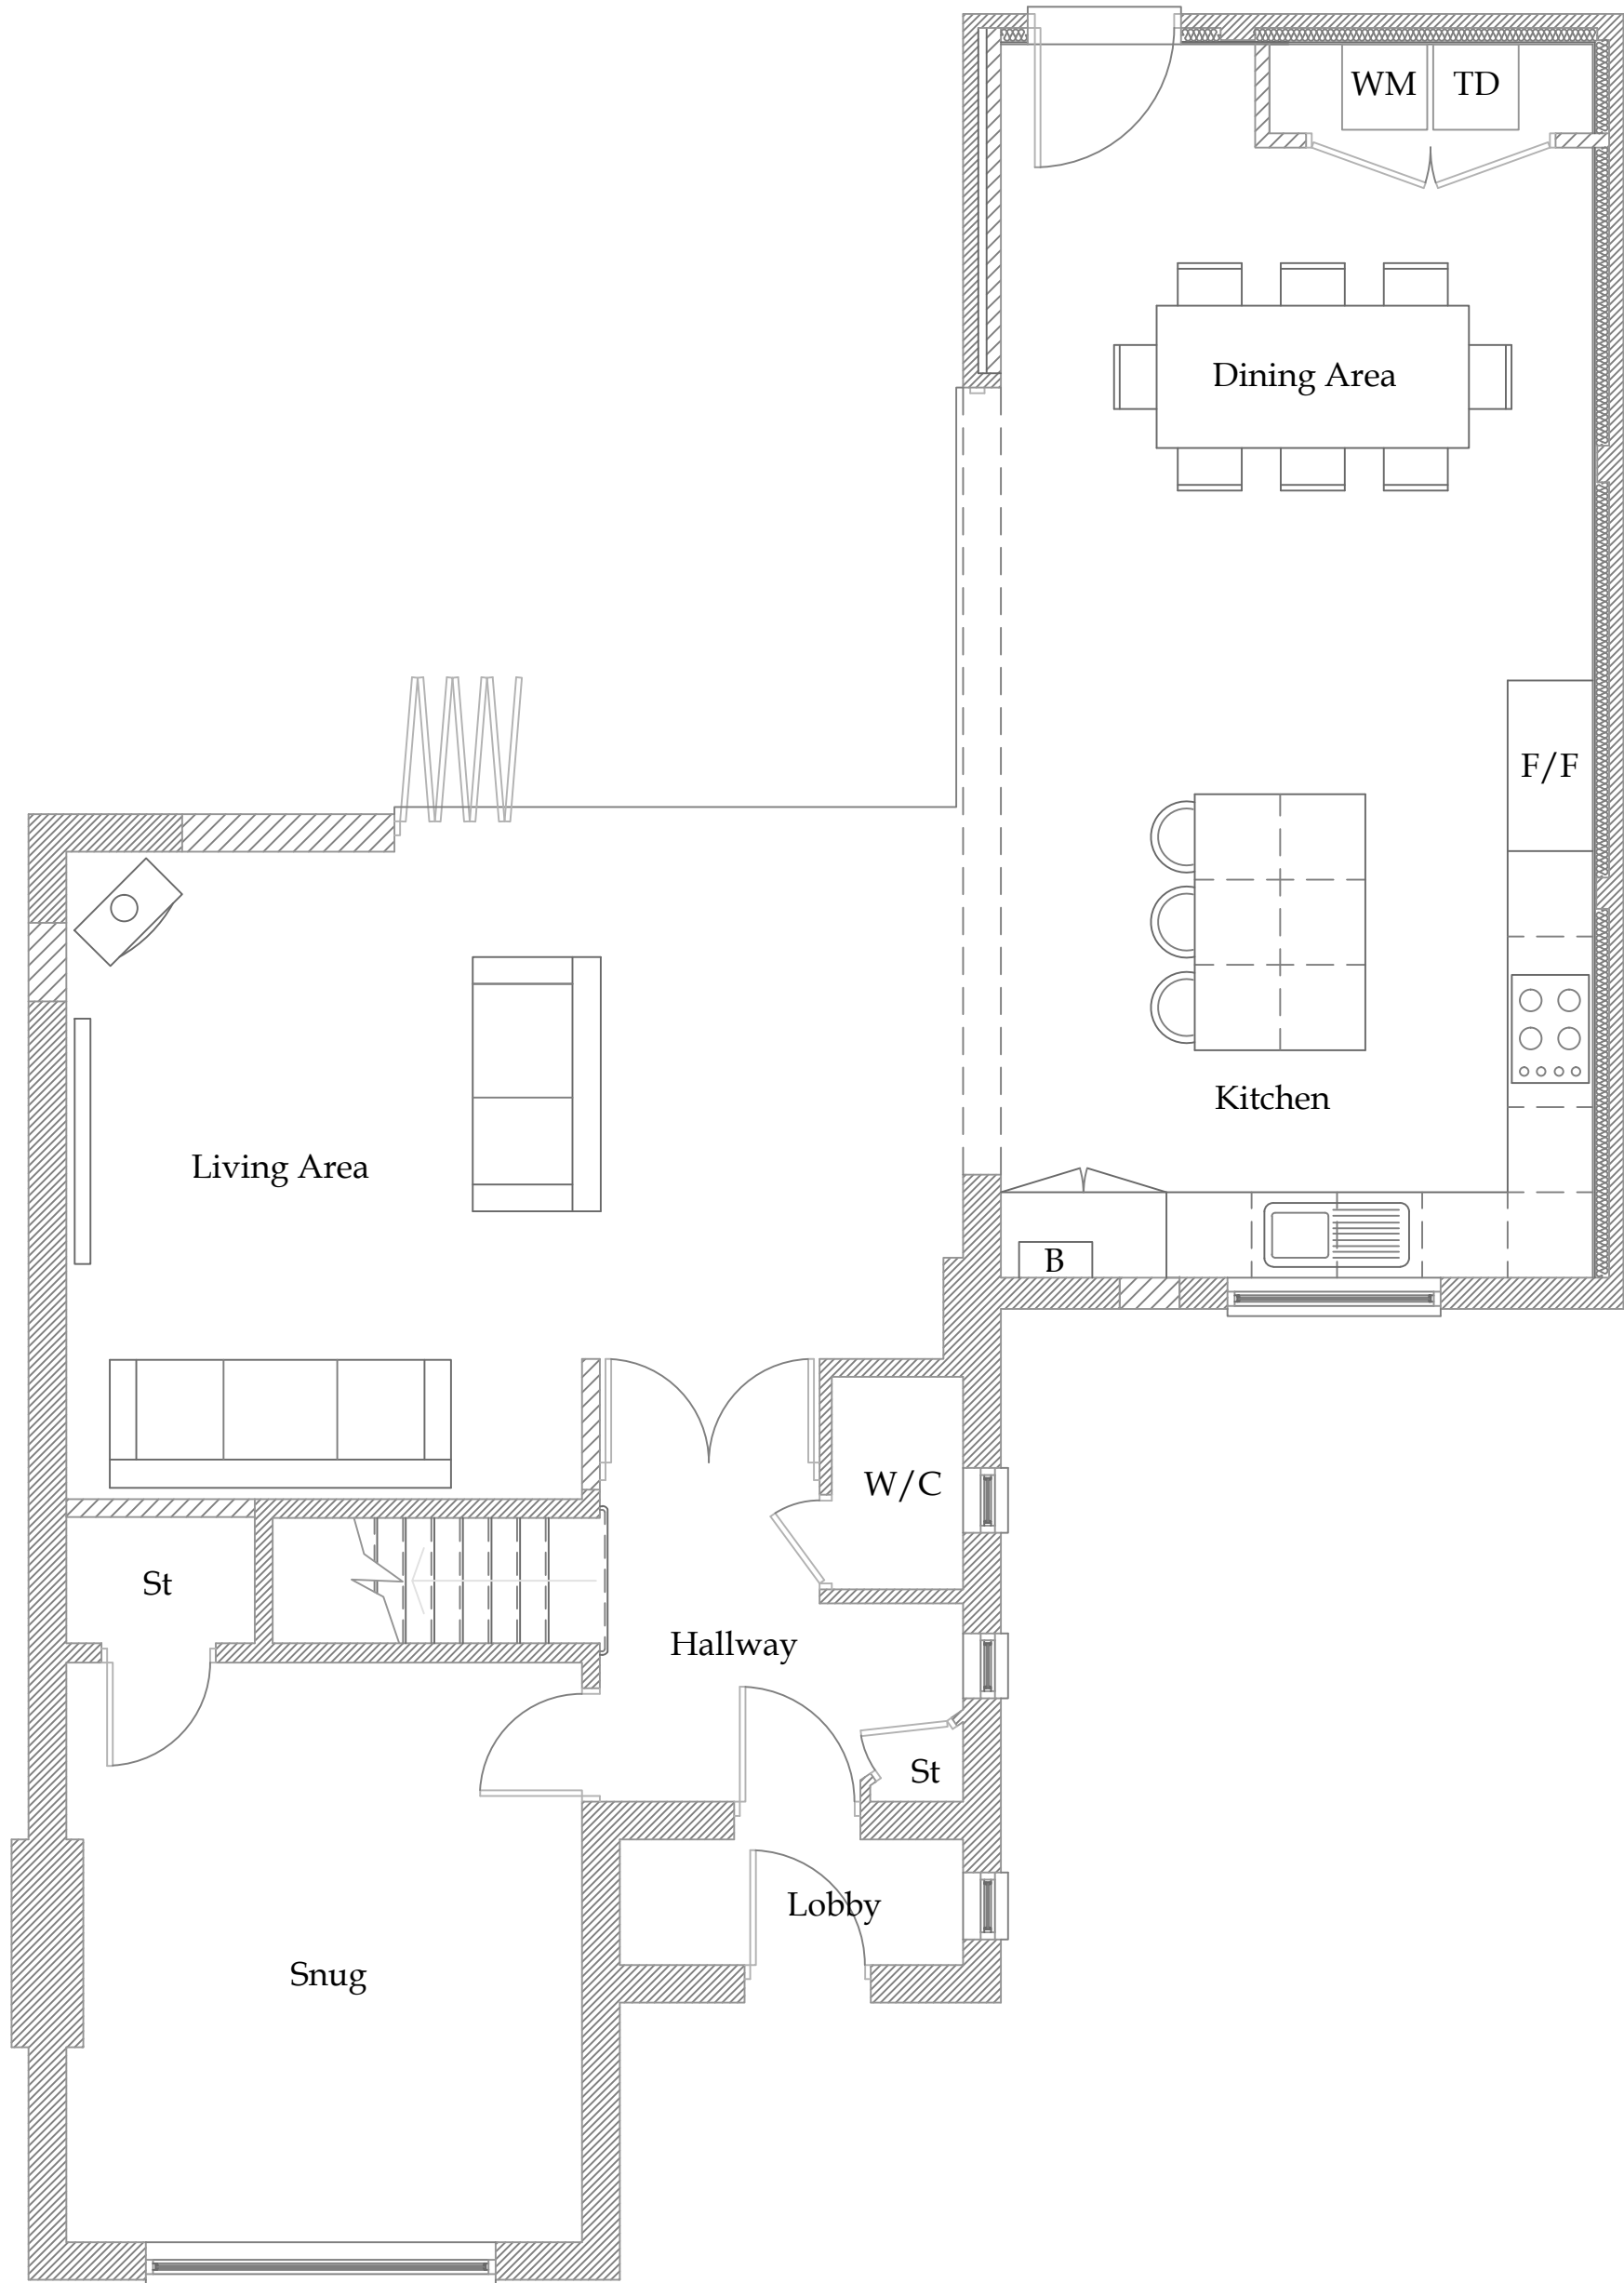 WM
TD
Dining Area
F/F
Kitchen
Living Area
B
W/C
St
Hallway
St
Lobby
Snug